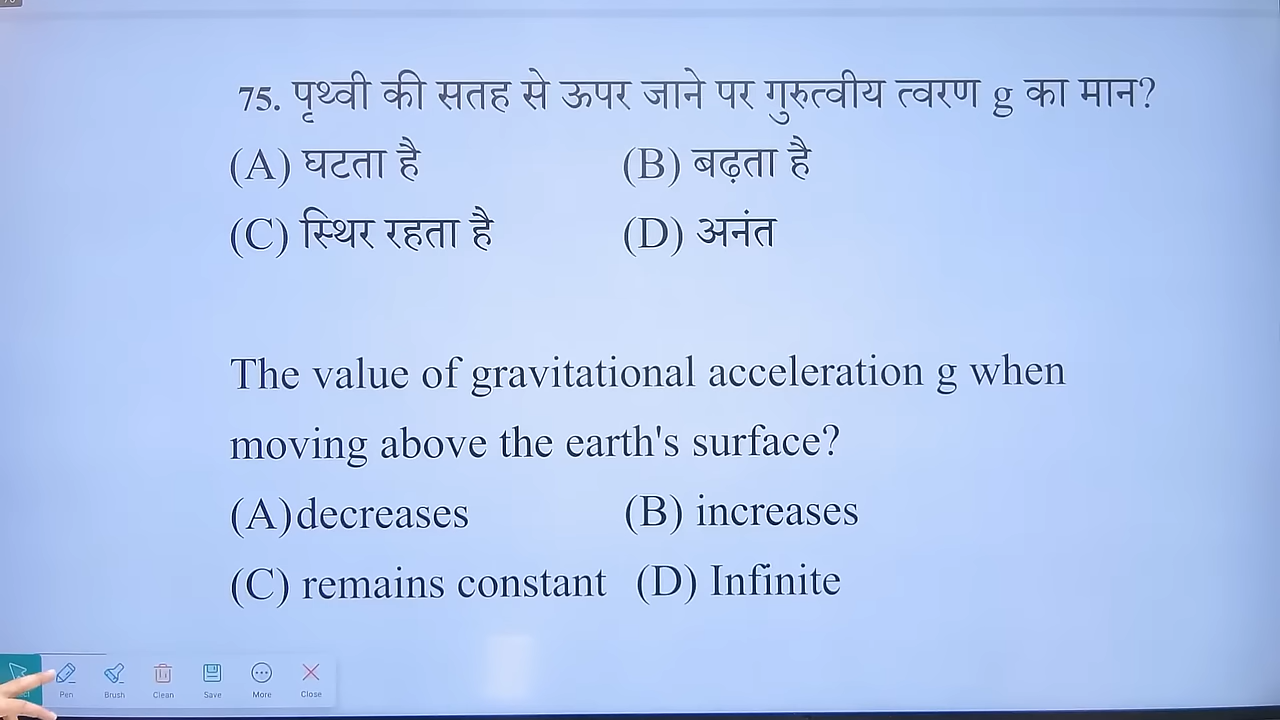 75. पृथ्वी की सतह से ऊपर जाने पर गुरुत्वीय त्वरण g का मान?
(A) घटता है (B) बढ़ता है
(C) स्थिर रहता है (D) अनंत
The value of gravitational acceleration g when
moving above the earth's surface?
(A)decreases (B) increases
(C) remains constant (D) Infinite
Pen Brush Clean Save More Close